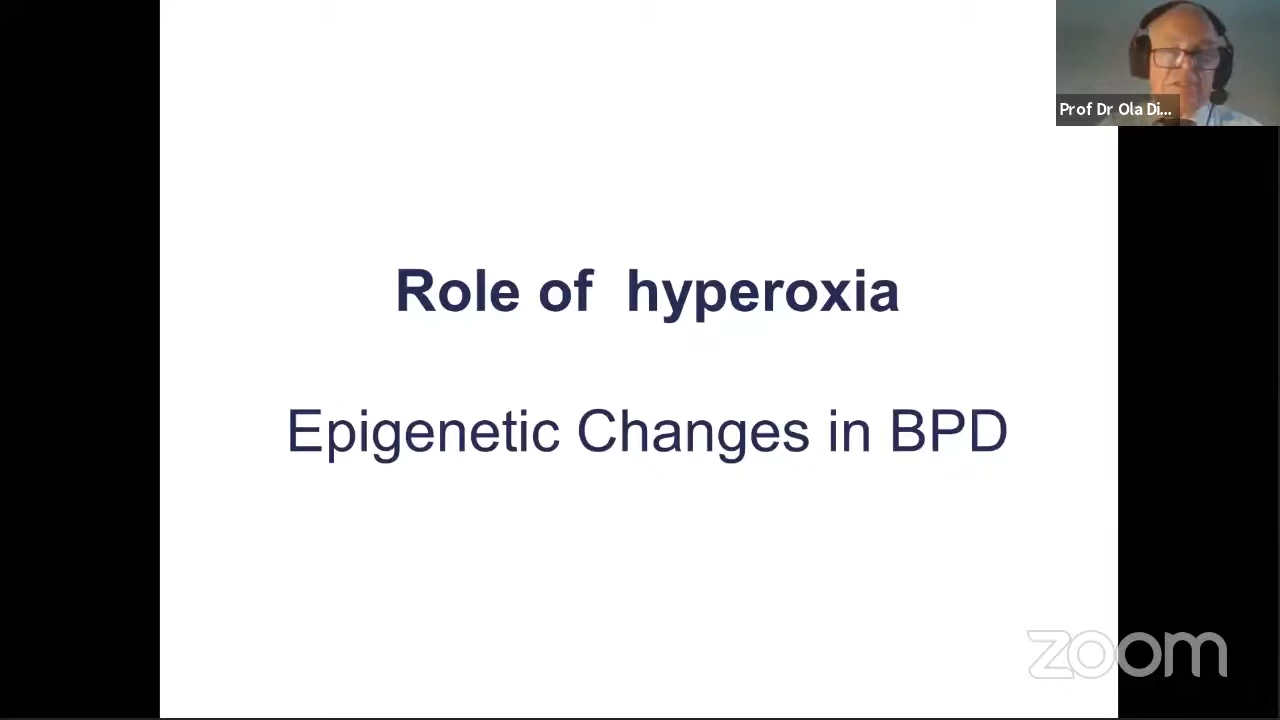 Prof Dr Ola Di...
Role of  hyperoxia
Epigenetic Changes in BPD
zoom